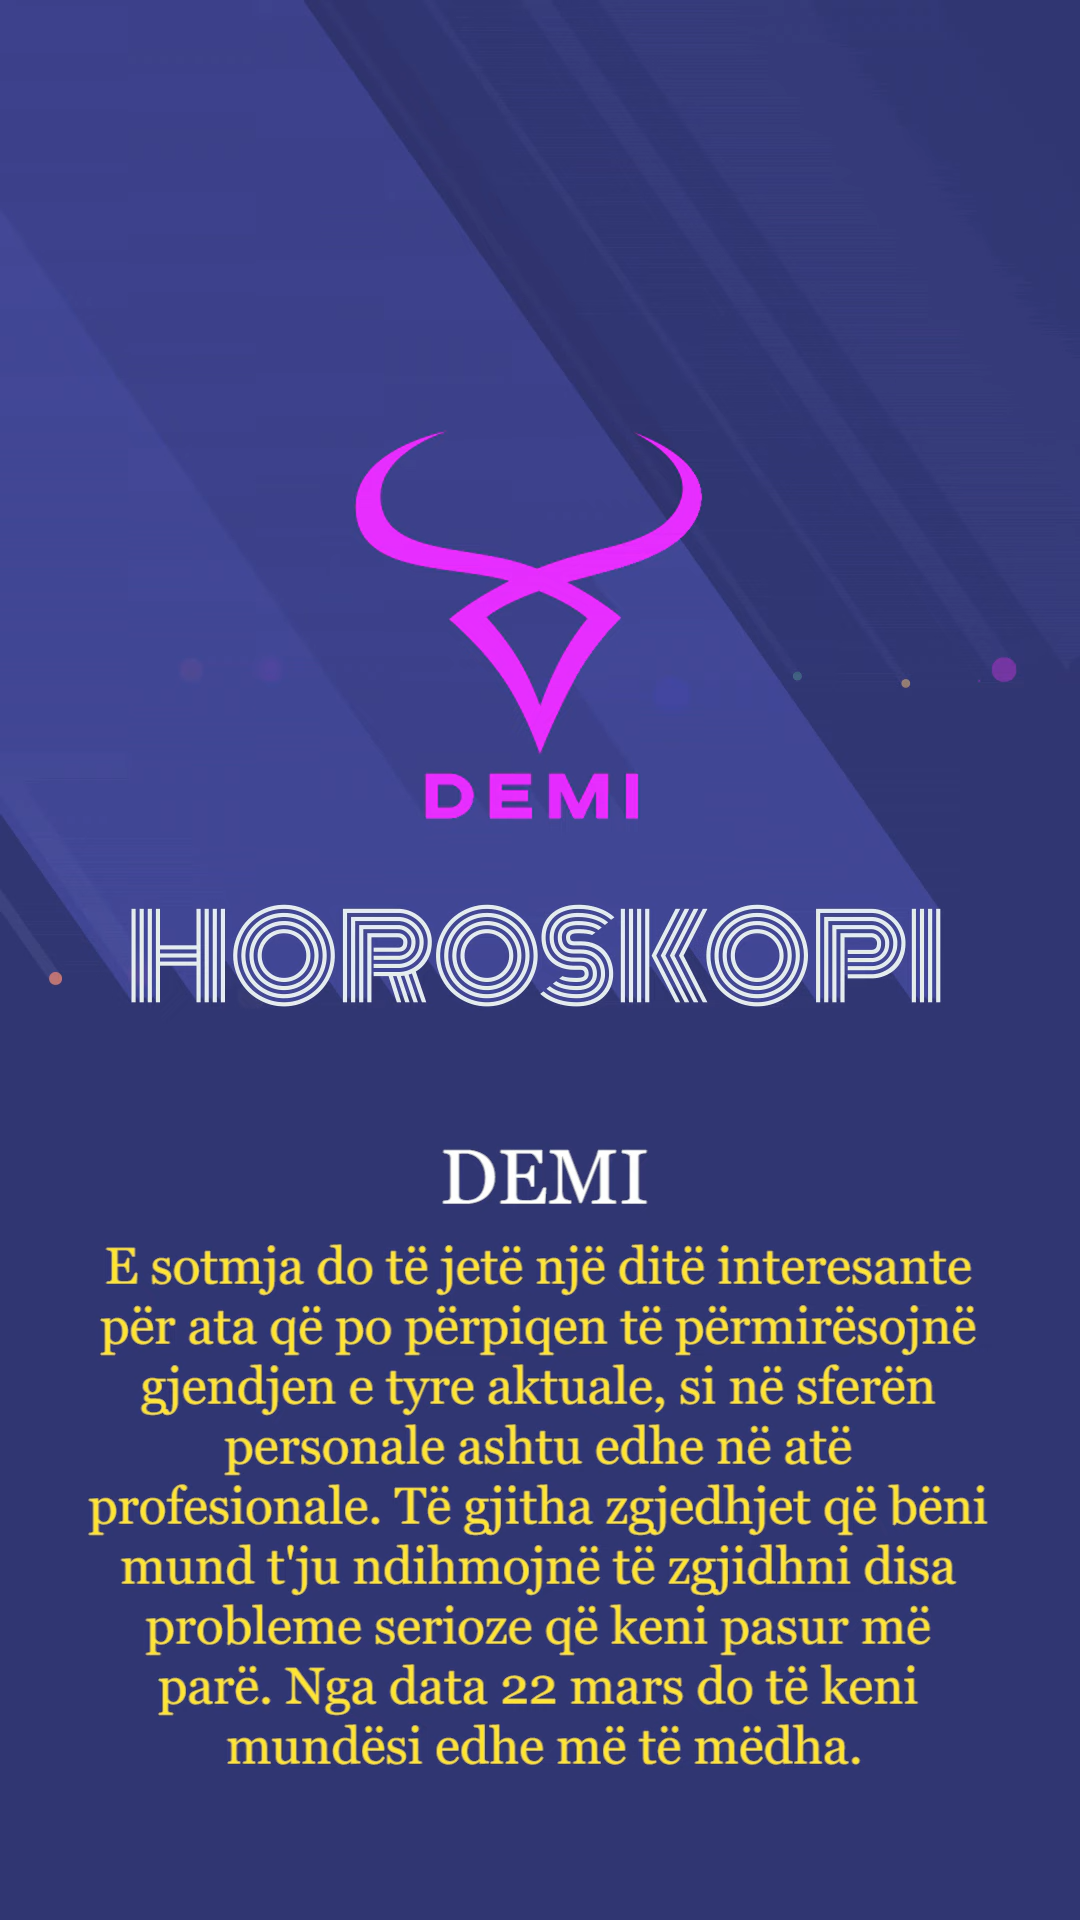 DEMI
HOROSKOPI
DEMI
E sotmja do të jetë një ditë interesante
për ata që po përpiqen të përmirësojnë
gjendjen e tyre aktuale, si në sferën
personale ashtu edhe në atë
profesionale. Të gjitha zgjedhjet që bëni
mund t'ju ndihmojnë të zgjidhni disa
probleme serioze që keni pasur më
parë. Nga data 22 mars do të keni
mundësi edhe më të mëdha.